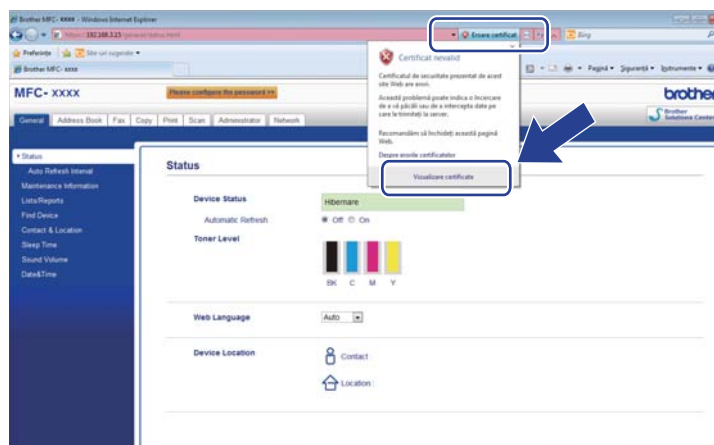 Brother MFC- XXXX - Windows Internet Explorer
Eroare certificat
Bing
Preferințe
Site-uri sugerate
Brother MFC- xxxx
Pagină
Siguranță
Instrumente
Certificat nevalid
Certificatul de securitate prezentat de acest
site Web are erori.
Această problemă poate indica o încercare
de a vă păcăli sau de a intercepta date pe
care le trimiteți la server.
Recomandăm să închideți această pagină
Web.
Despre erorile certificatelor
Vizualizare certificate
MFC- XXXX
Please configure the password >>
brother
General
Address Book
Fax
Copy
Print
Scan
Administrator
Network
Brother
Solutions Center
Status
Auto Refresh Interval
Maintenance Information
Lists/Reports
Find Device
Contact & Location
Sleep Time
Sound Volume
Date&Time
Status
Device Status
Hibernare
Automatic Refresh
Off On
Toner Level
BK C M Y
Web Language
Auto
Device Location
Contact :
Location :